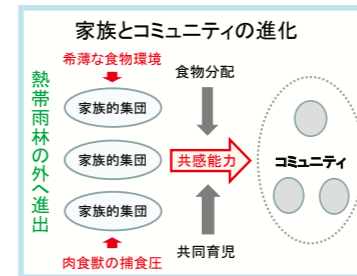 家族とコミュニティの進化
熱帯雨林の外へ進出
希薄な食物環境
家族的集団
家族的集団
家族的集団
肉食獣の捕食圧
食物分配
共感能力
共同育児
コミュニティ